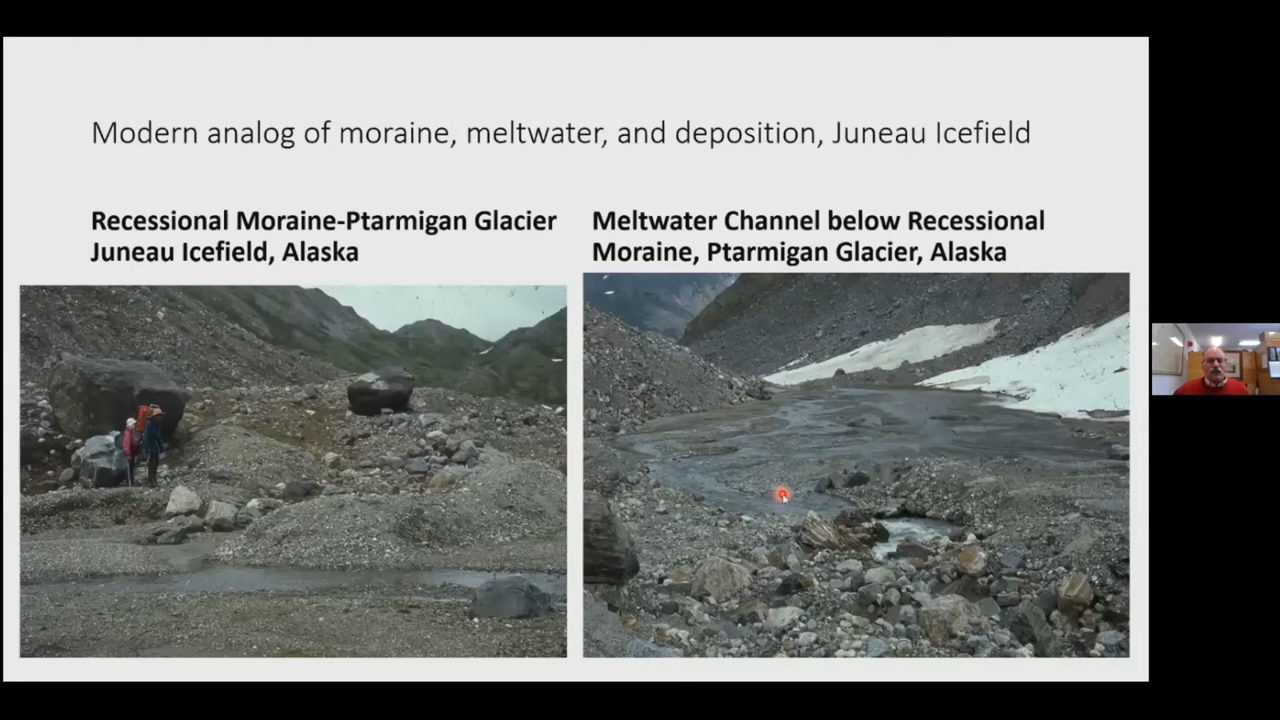 Modern analog of moraine, meltwater, and deposition, Juneau Icefield
Recessional Moraine-Ptarmigan Glacier
Juneau Icefield, Alaska
Meltwater Channel below Recessional
Moraine, Ptarmigan Glacier, Alaska